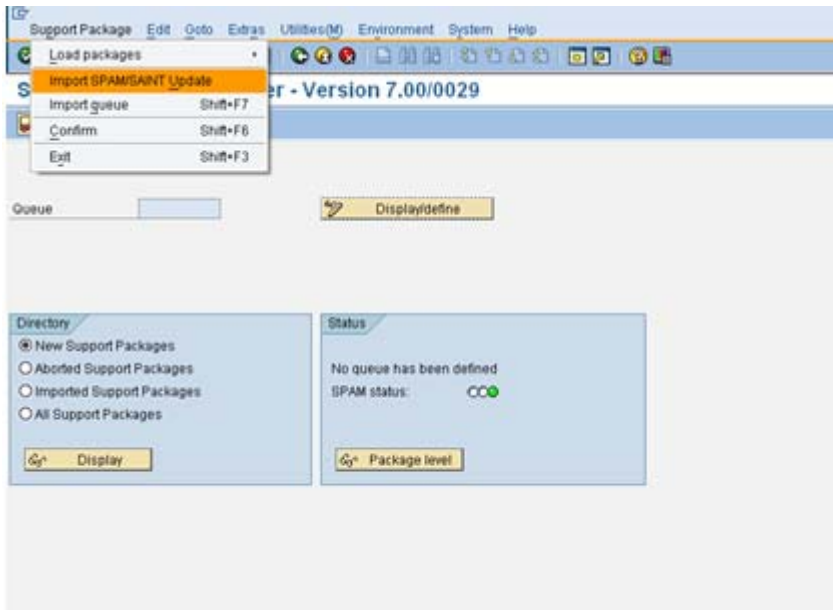 Support Package Edit Goto Extras Utilities(M) Environment System Help
Load packages
Import SPAM/SAINT Update
S er - Version 7.00/0029
Import queue Shift+F7
Confirm Shift+F6
Exit Shift+F3
Queue Display/define
Directory
New Support Packages
Aborted Support Packages
Imported Support Packages
All Support Packages
Display
Status
No queue has been defined
SPAM status:
Package level